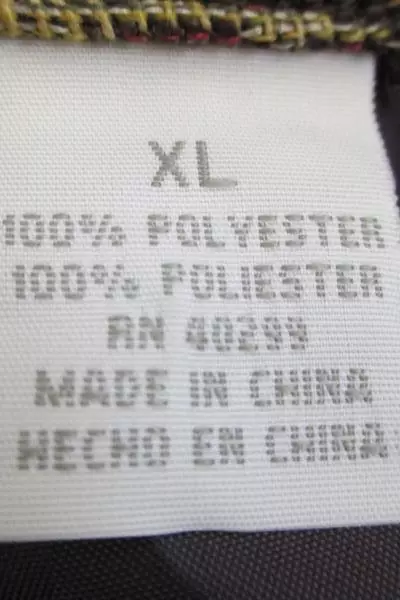 XL
100% POLYESTER
100% POLIESTER
RN 40299
MADE IN CHINA
HECHO EN CHINA